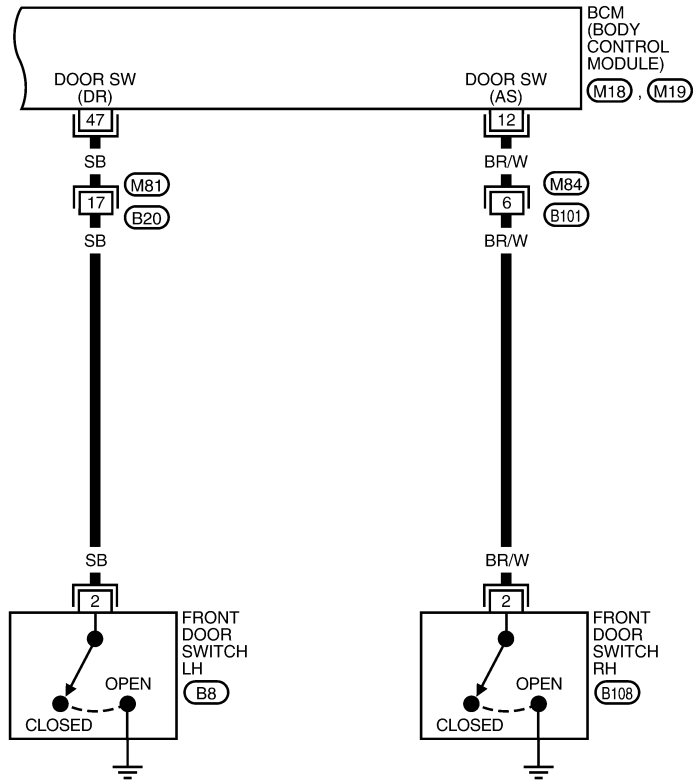 BCM
(BODY
CONTROL
MODULE)
M18 , M19
DOOR SW
(DR)
DOOR SW
(AS)
47
12
SB
BR/W
M81
17
B20
M84
6
B101
SB
BR/W
SB
BR/W
2
2
FRONT
DOOR
SWITCH
LH
B8
OPEN
CLOSED
FRONT
DOOR
SWITCH
RH
B108
OPEN
CLOSED